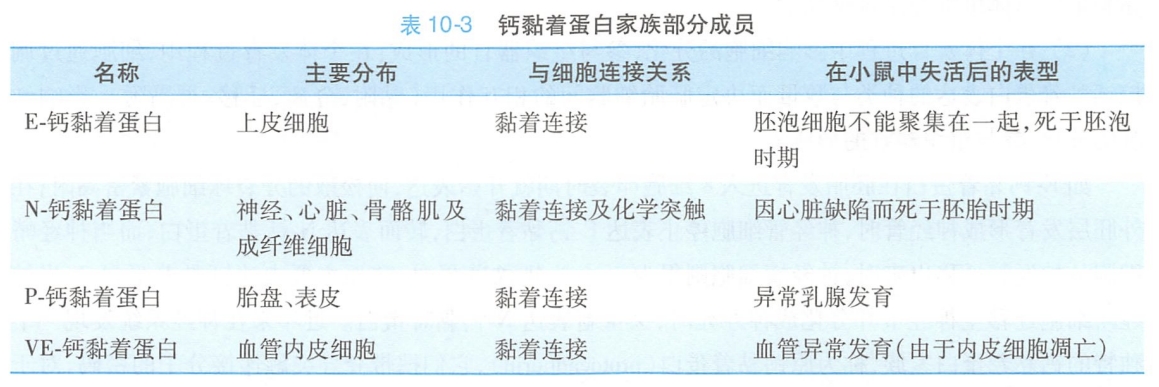 表 10-3 钙黏着蛋白家族部分成员
名称 主要分布 与细胞连接关系 在小鼠中失活后的表型
E-钙黏着蛋白 上皮细胞 黏着连接 胚泡细胞不能聚集在一起,死于胚泡
时期
N-钙黏着蛋白 神经、心脏、骨骼肌及 黏着连接及化学突触 因心脏缺陷而死于胚胎时期
成纤维细胞
P-钙黏着蛋白 胎盘、表皮 黏着连接 异常乳腺发育
VE-钙黏着蛋白 血管内皮细胞 黏着连接 血管异常发育(由于内皮细胞凋亡)